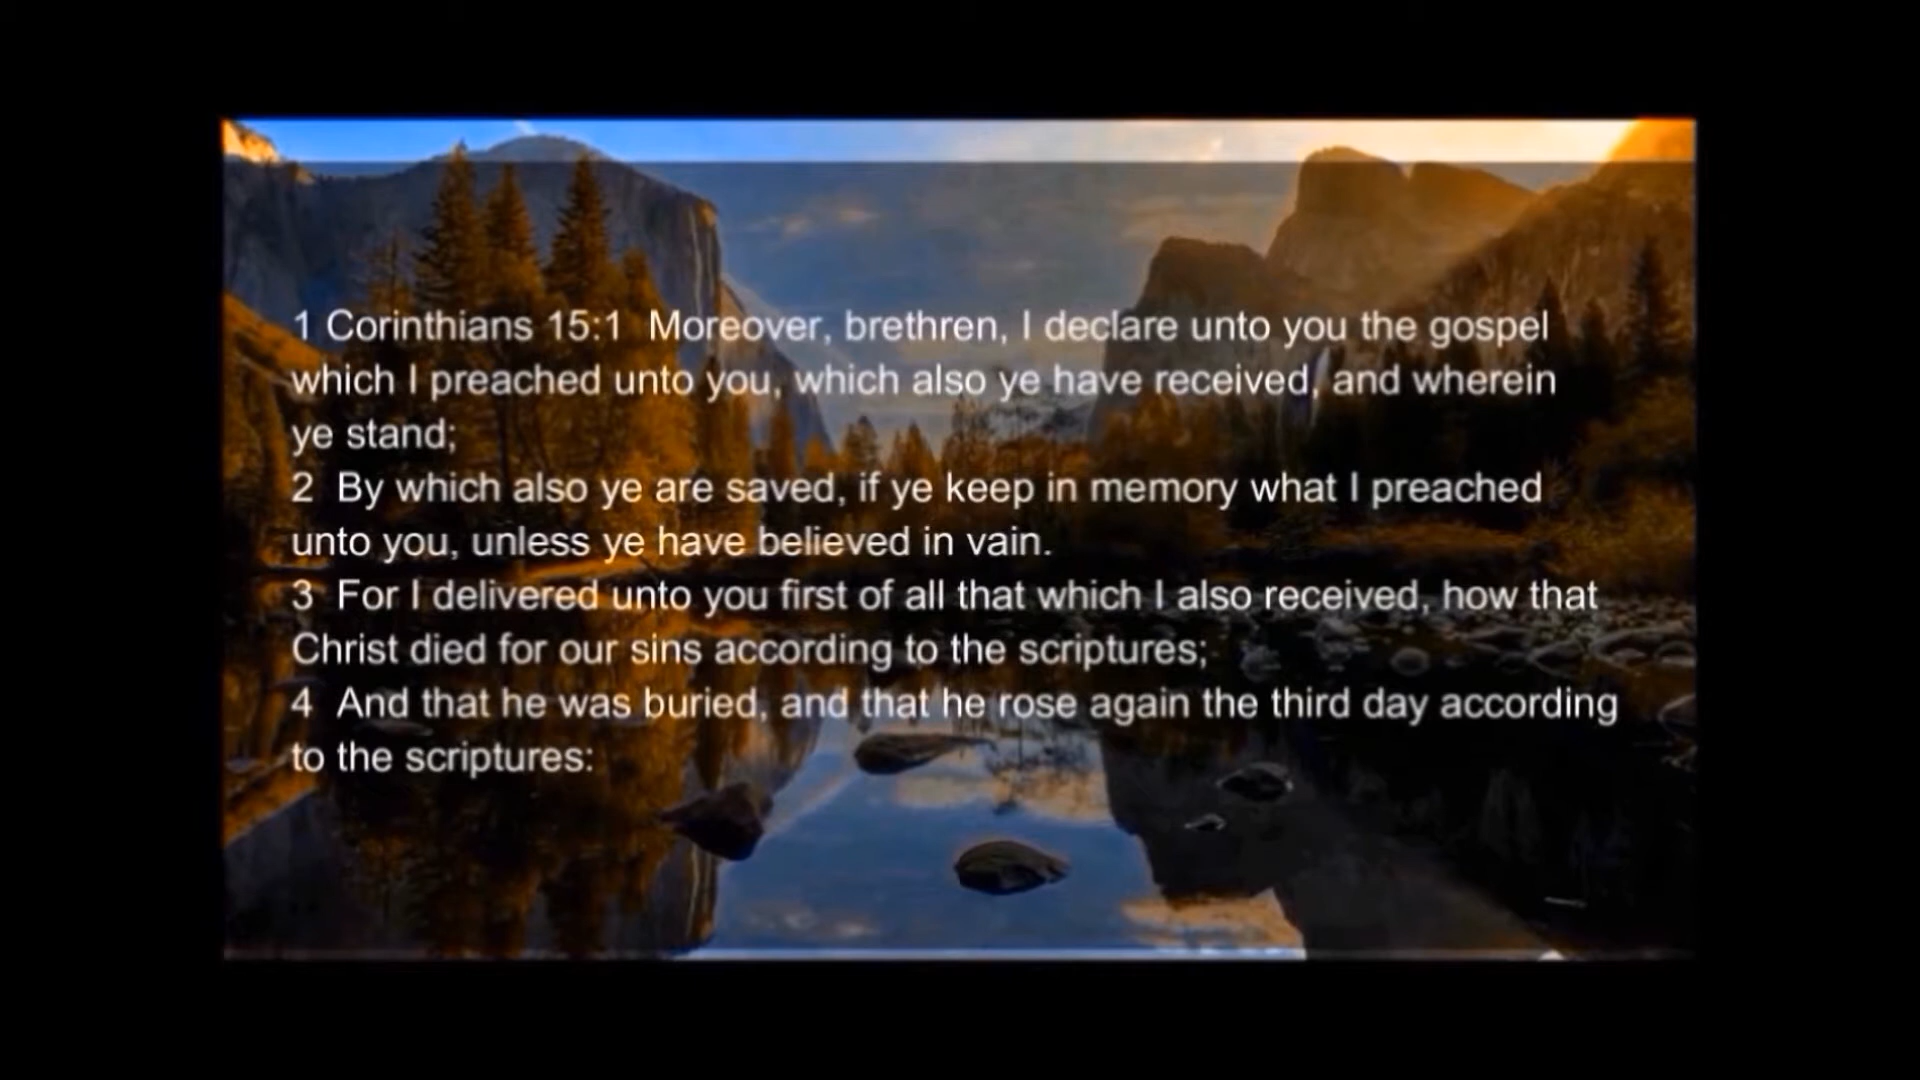 1 Corinthians 15:1 Moreover, brethren, I declare unto you the gospel
which I preached unto you, which also ye have received, and wherein
ye stand;
2 By which also ye are saved, if ye keep in memory what I preached
unto you, unless ye have believed in vain.
3 For I delivered unto you first of all that which I also received, how that
Christ died for our sins according to the scriptures;
4 And that he was buried, and that he rose again the third day according
to the scriptures: